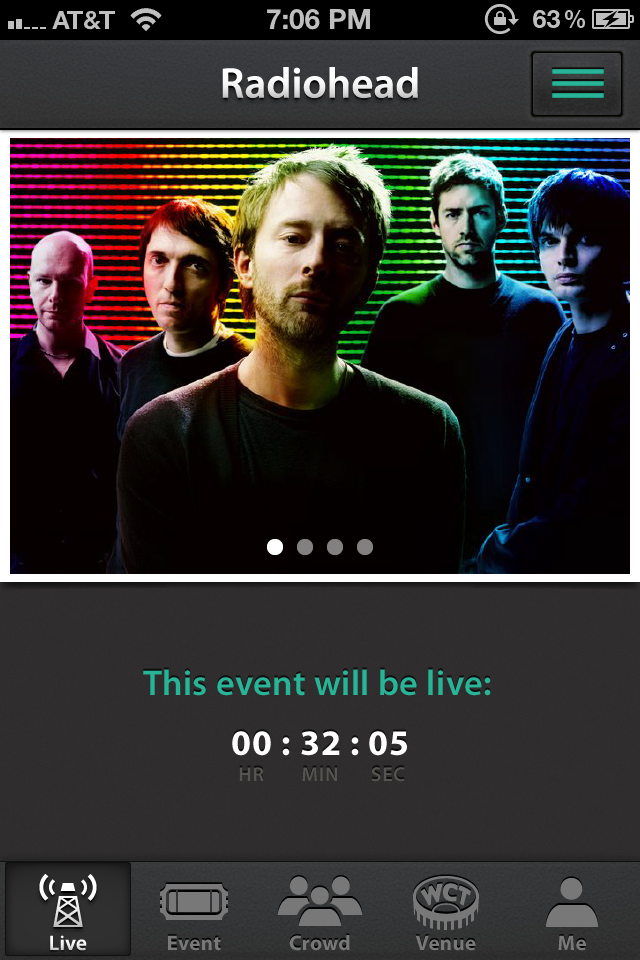 AT&T 7:06 PM 63%
Radiohead
This event will be live:
00 : 32 : 05
HR MIN SEC
WCT
Live Event Crowd Venue Me